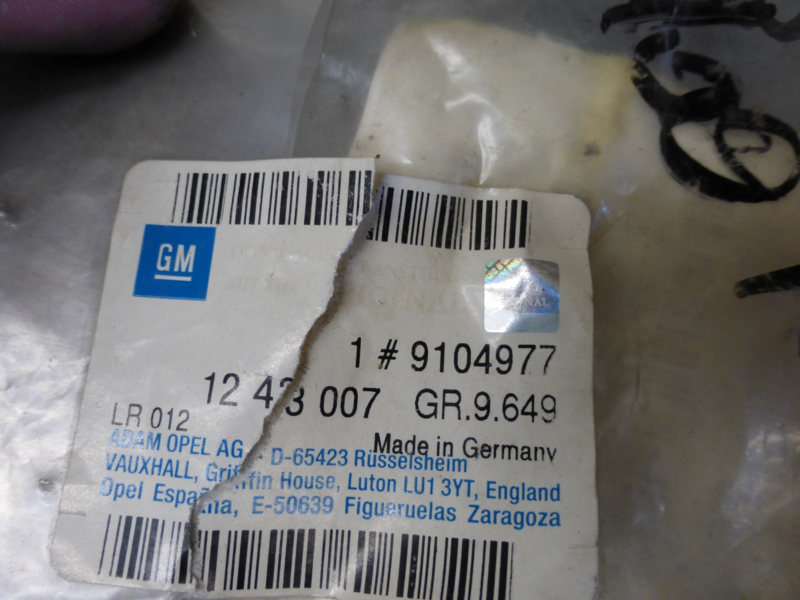 GM
ORIGINAL
1 # 9104977
12 43 007 GR.9.649
LR 012
Made in Germany
ADAM OPEL AG - D-65423 Rüsselsheim
VAUXHALL, Griffin House, Luton LU1 3YT, England
Opel España, E-50639 Figueruelas Zaragoza